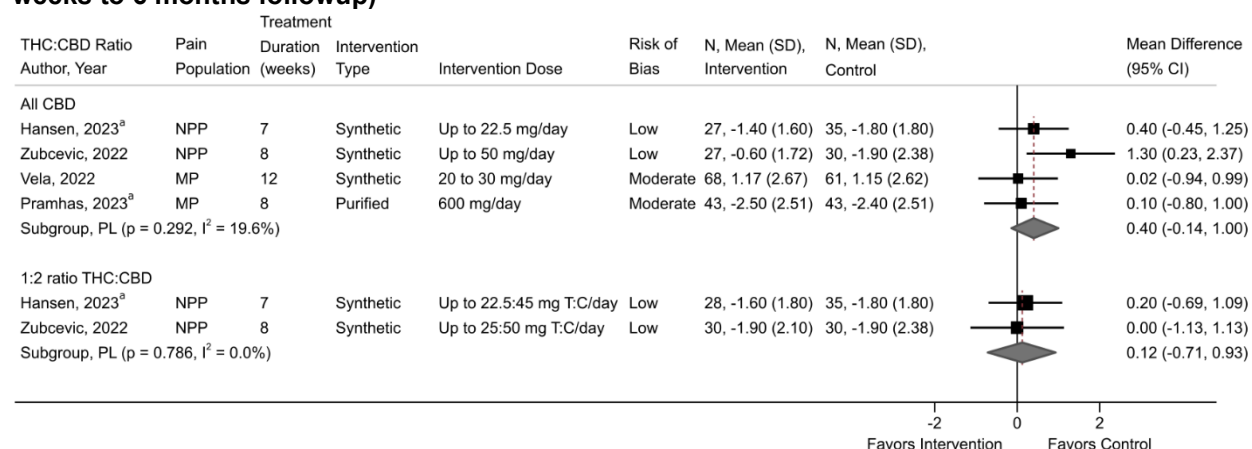 weeks to 6 months followup)
Treatment
THC:CBD Ratio Pain Duration Intervention Risk of N, Mean (SD), N, Mean (SD), Mean Difference
Author, Year Population (weeks) Type Intervention Dose Bias Intervention Control (95% CI)
All CBD
Hansen, 2023a NPP 7 Synthetic Up to 22.5 mg/day Low 27, -1.40 (1.60) 35, -1.80 (1.80) 0.40 (-0.45, 1.25)
Zubcevic, 2022 NPP 8 Synthetic Up to 50 mg/day Low 27, -0.60 (1.72) 30, -1.90 (2.38) 1.30 (0.23, 2.37)
Vela, 2022 MP 12 Synthetic 20 to 30 mg/day Moderate 68, 1.17 (2.67) 61, 1.15 (2.62) 0.02 (-0.94, 0.99)
Pramhas, 2023a MP 8 Purified 600 mg/day Moderate 43, -2.50 (2.51) 43, -2.40 (2.51) 0.10 (-0.80, 1.00)
Subgroup, PL (p = 0.292, I2 = 19.6%) 0.40 (-0.14, 1.00)
1:2 ratio THC:CBD
Hansen, 2023a NPP 7 Synthetic Up to 22.5:45 mg T:C/day Low 28, -1.60 (1.80) 35, -1.80 (1.80) 0.20 (-0.69, 1.09)
Zubcevic, 2022 NPP 8 Synthetic Up to 25:50 mg T:C/day Low 30, -1.90 (2.10) 30, -1.90 (2.38) 0.00 (-1.13, 1.13)
Subgroup, PL (p = 0.786, I2 = 0.0%) 0.12 (-0.71, 0.93)
-2 0 2
Favors Intervention Favors Control